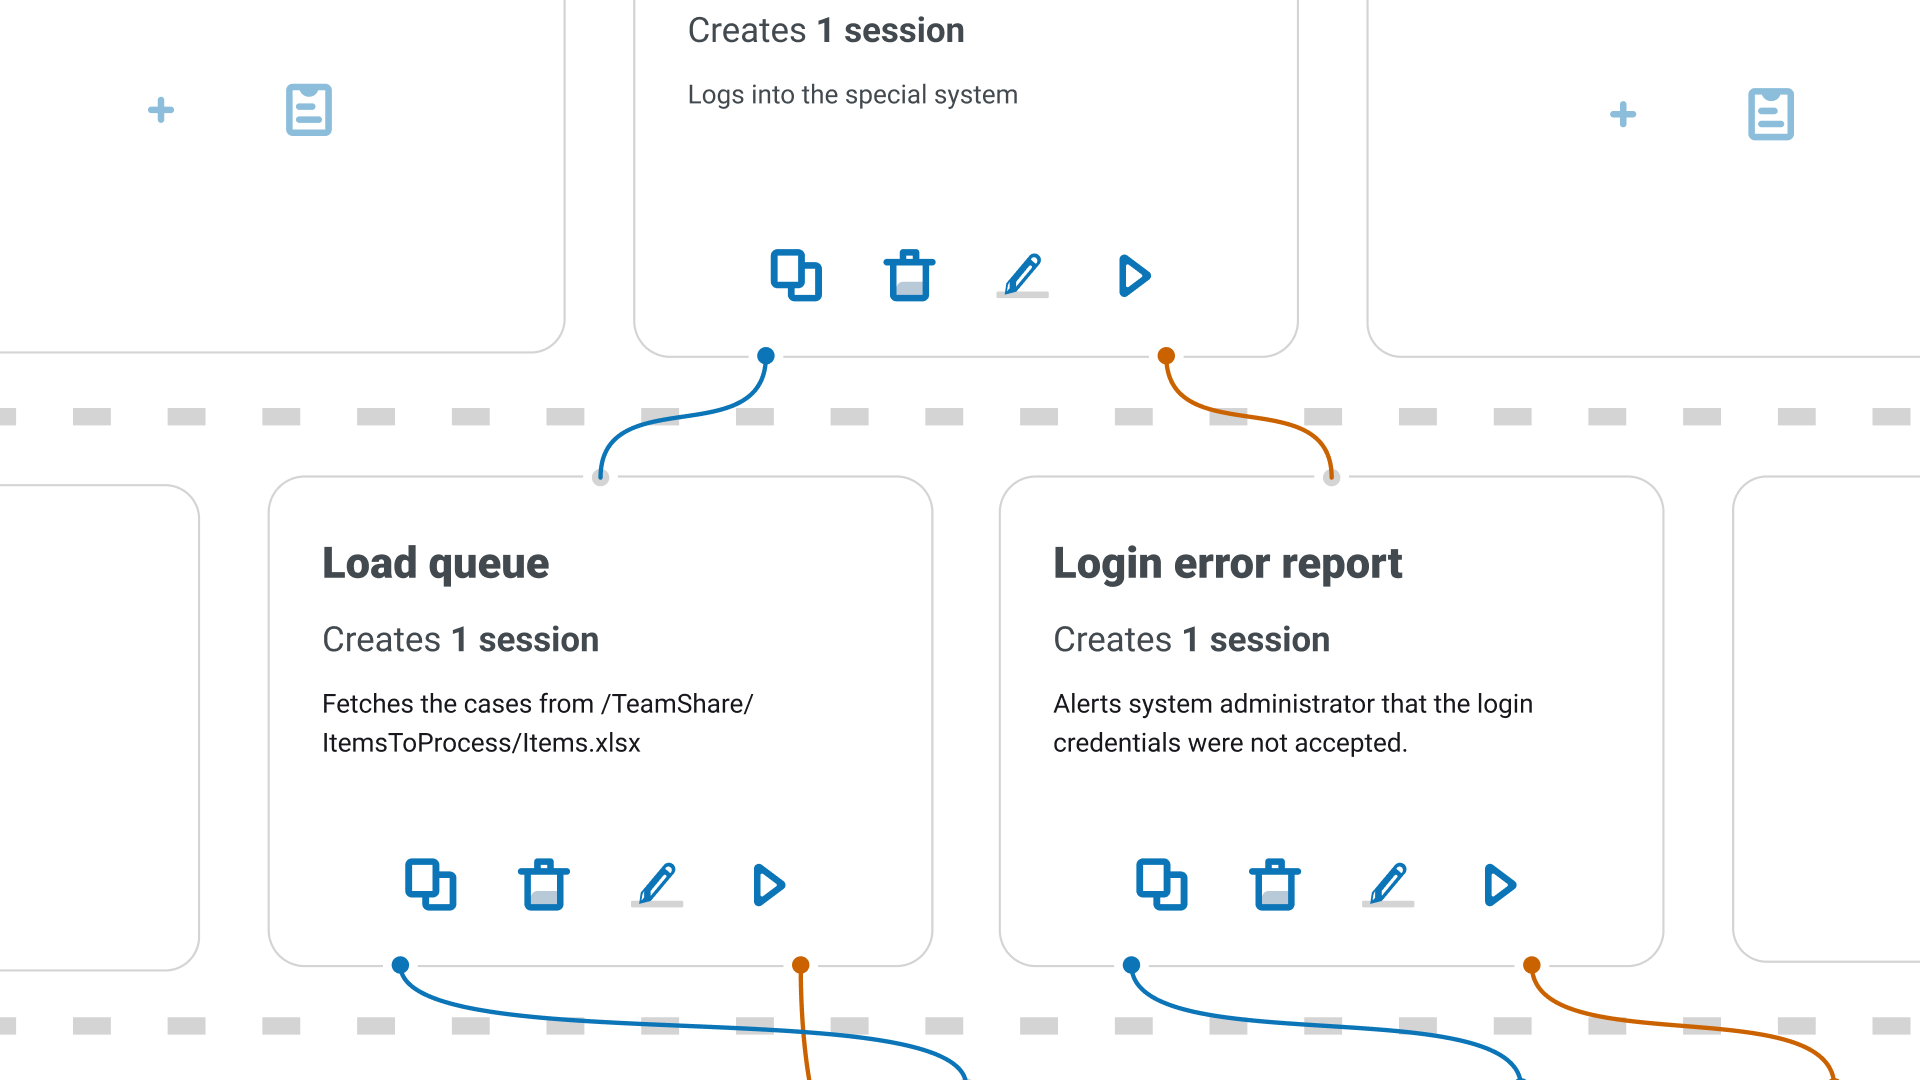 Creates 1 session
Logs into the special system
Load queue
Creates 1 session
Fetches the cases from /TeamShare/
ItemsToProcess/Items.xlsx
Login error report
Creates 1 session
Alerts system administrator that the login
credentials were not accepted.